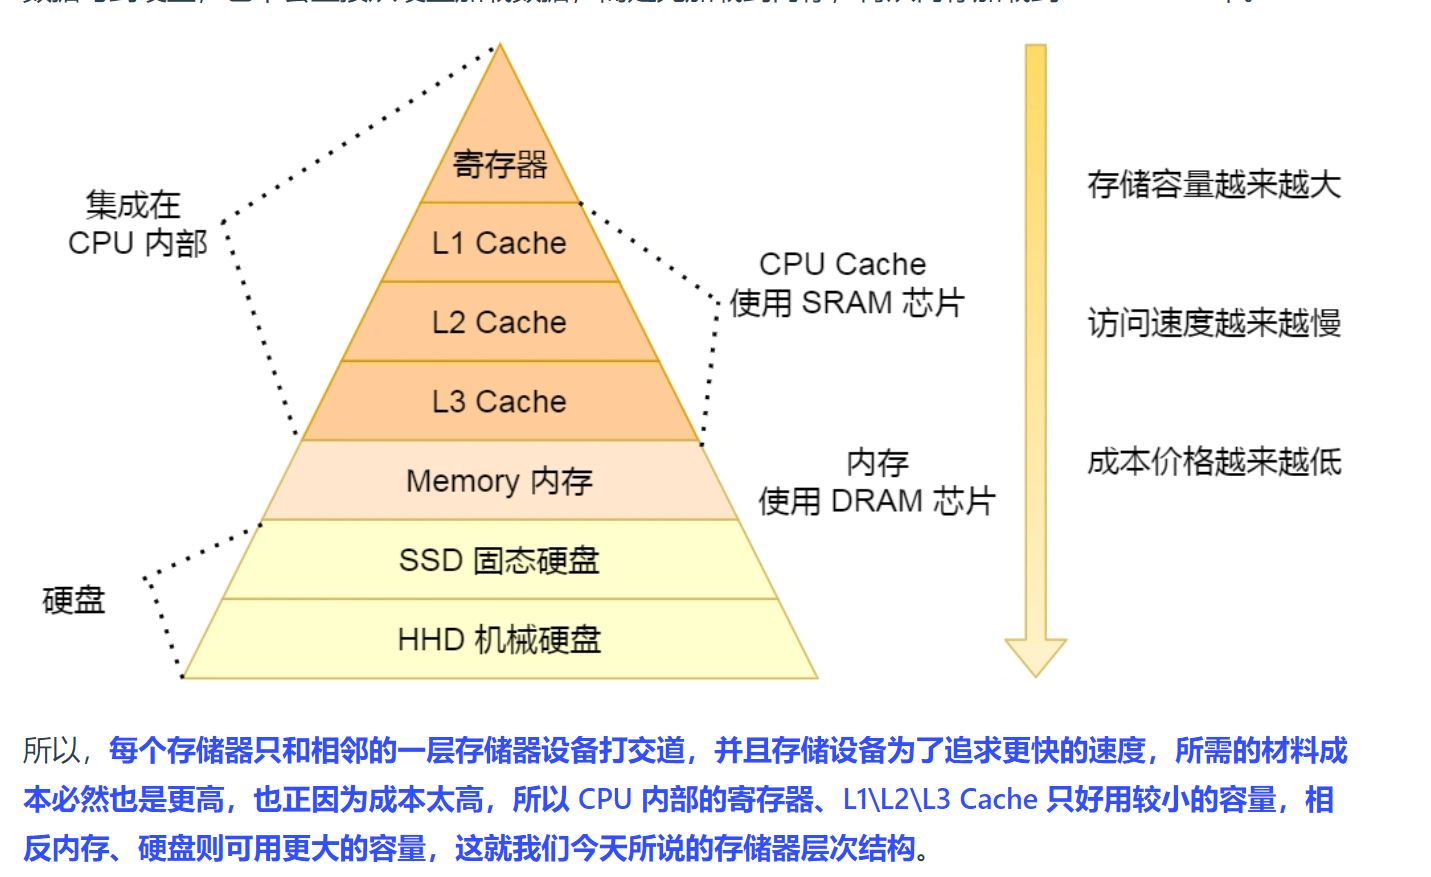 寄存器
集成在
CPU 内部
L1 Cache
L2 Cache
L3 Cache
CPU Cache
使用 SRAM 芯片
Memory 内存
内存
使用 DRAM 芯片
SSD 固态硬盘
HHD 机械硬盘
硬盘
存储容量越来越大
访问速度越来越慢
成本价格越来越低
所以，每个存储器只和相邻的一层存储器设备打交道，并且存储设备为了追求更快的速度，所需的材料成
本必然也是更高，也正因为成本太高，所以 CPU 内部的寄存器、L1\L2\L3 Cache 只好用较小的容量，相
反内存、硬盘则可用更大的容量，这就我们今天所说的存储器层次结构。